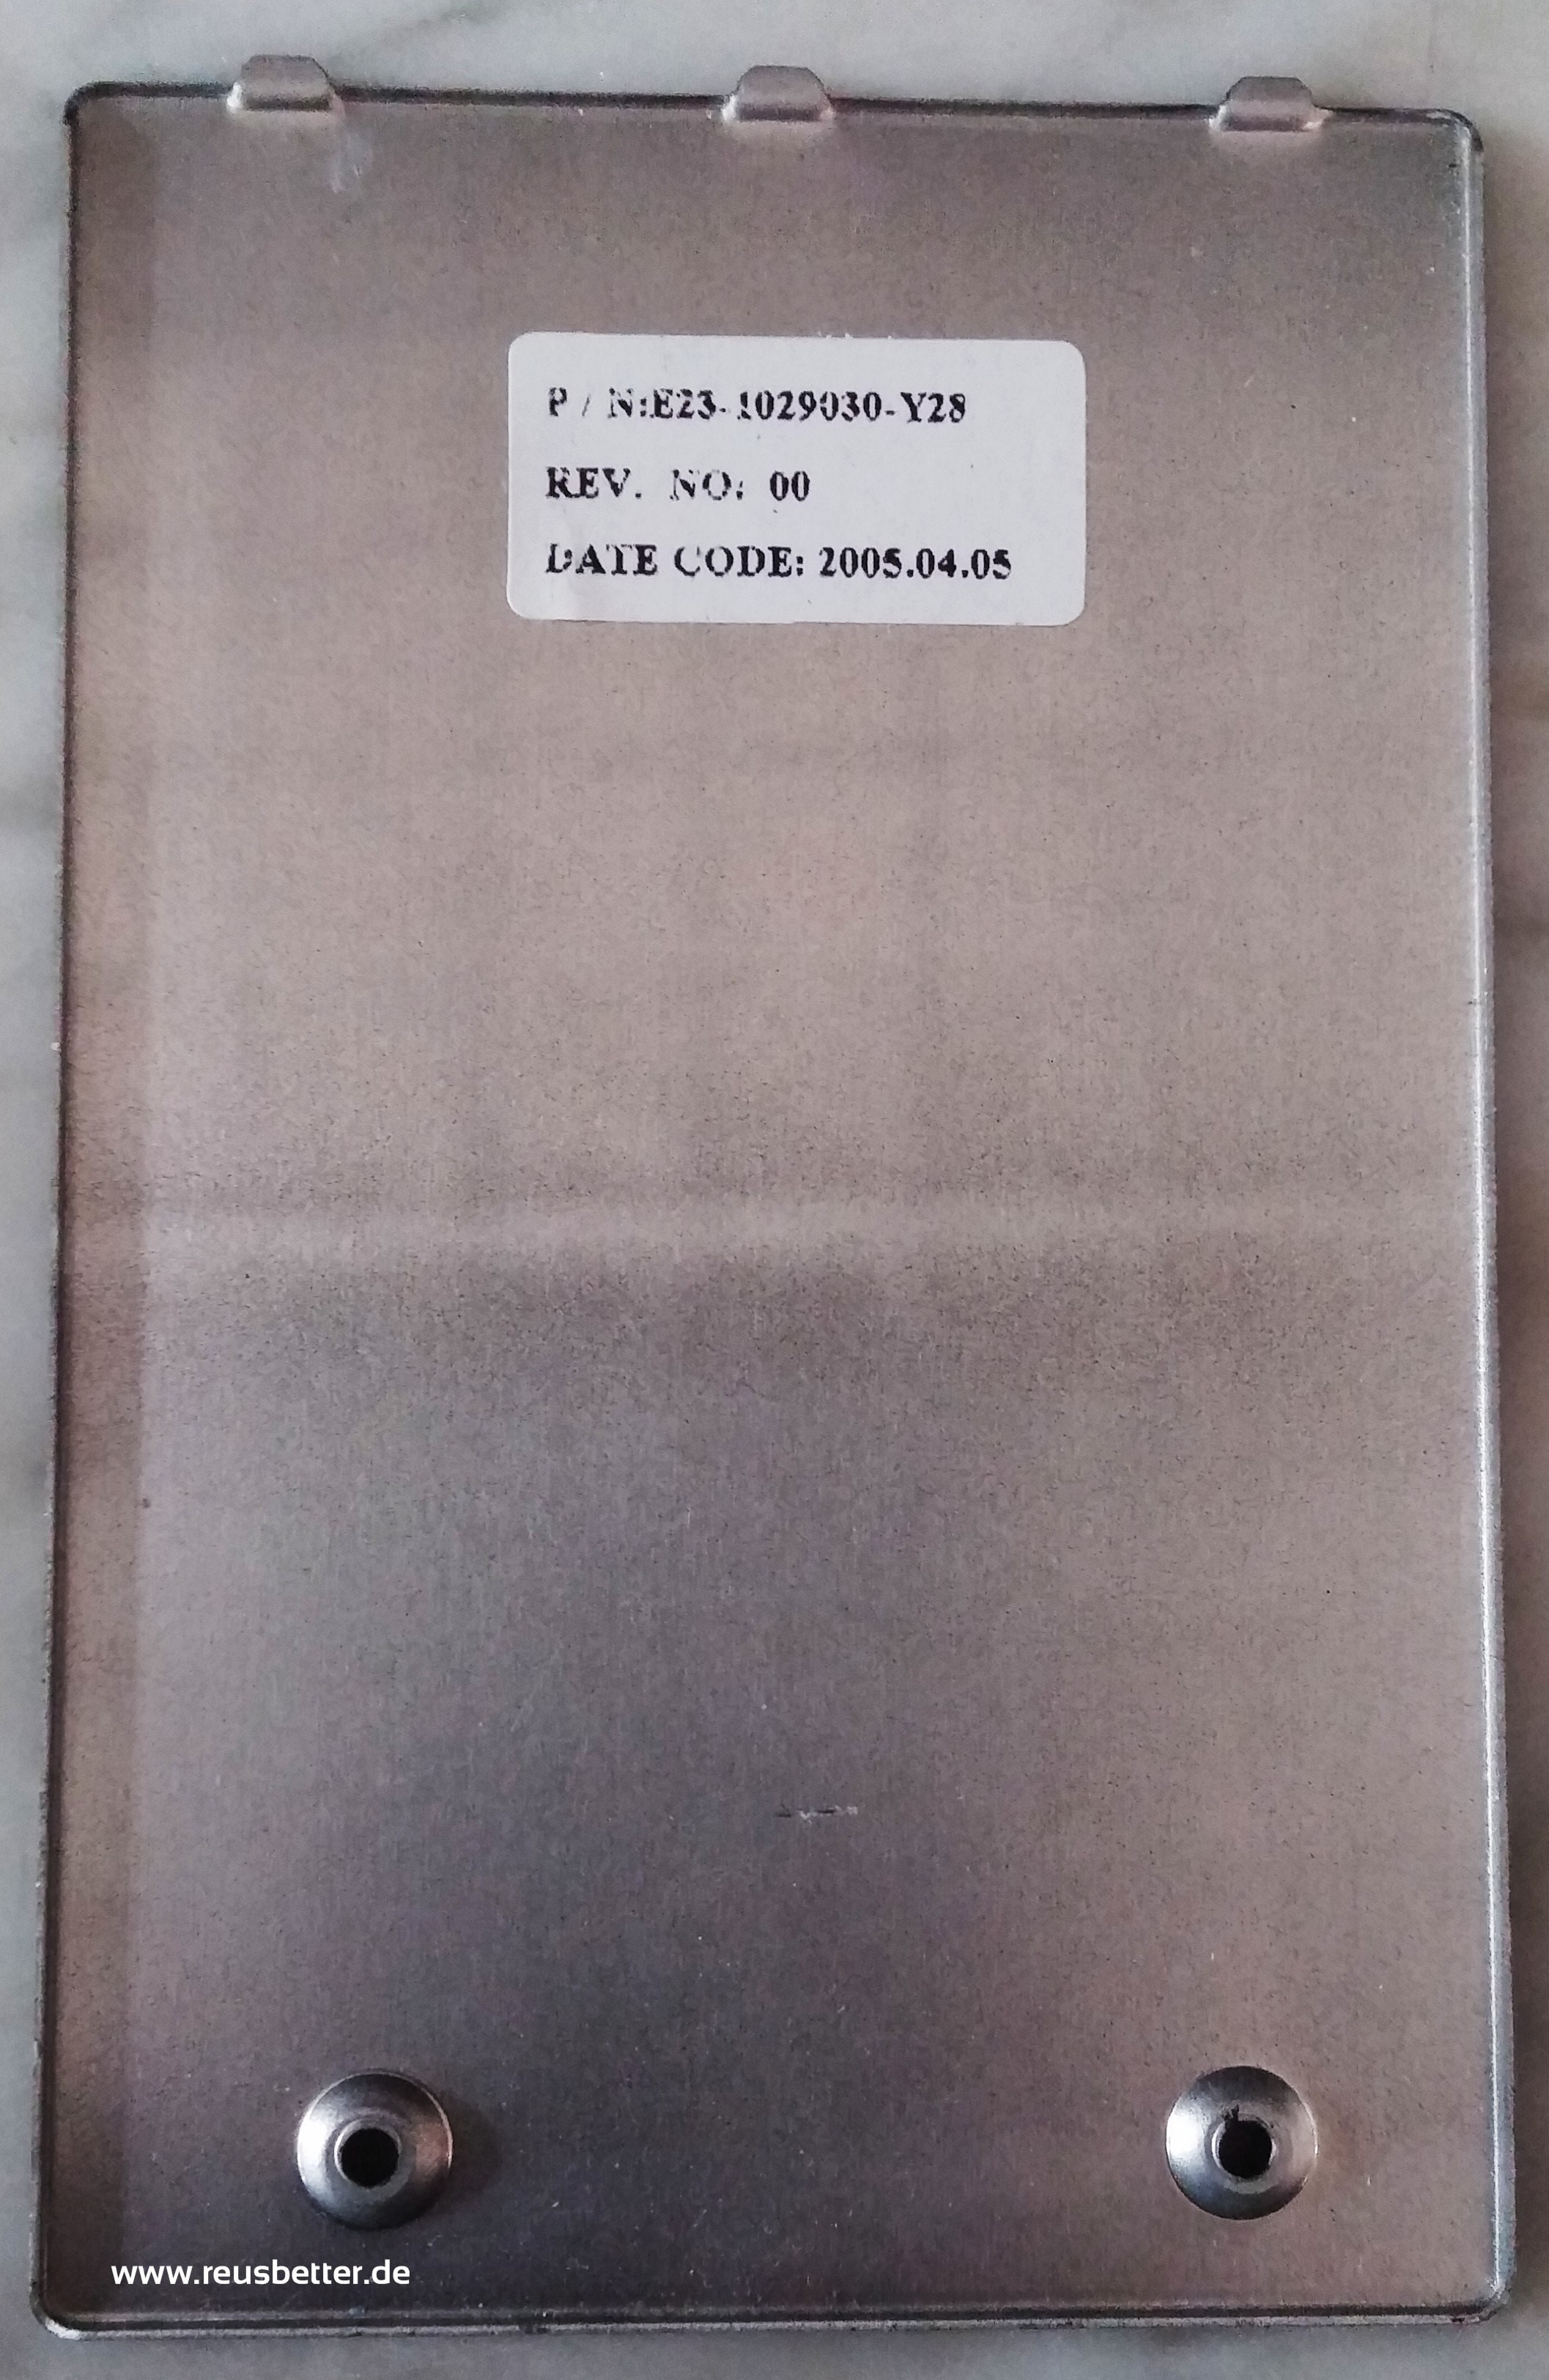 P / N:E23-1029030-Y28
REV. NO: 00
DATE CODE: 2005.04.05
www.reusbetter.de